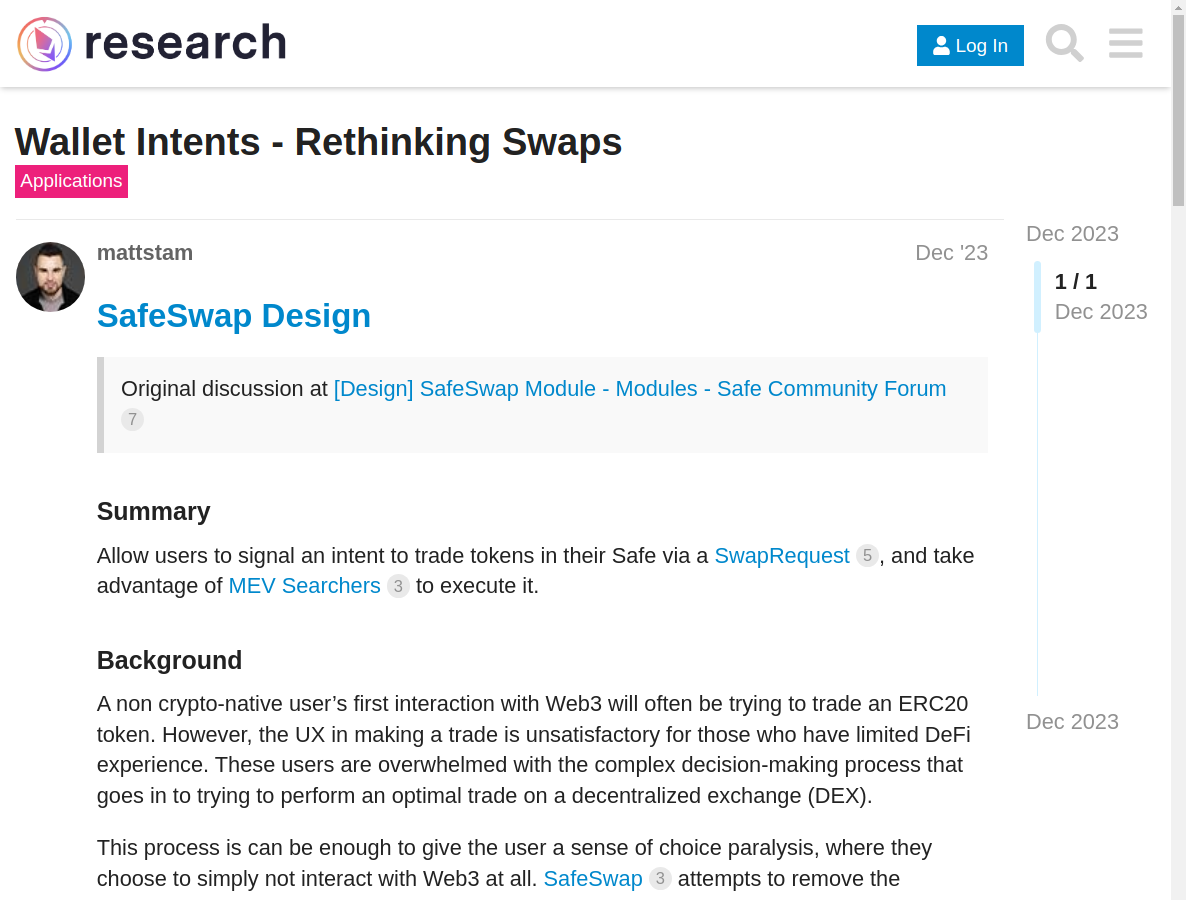 research
Log In
Wallet Intents - Rethinking Swaps
Applications
mattstam
Dec '23
Dec 2023
1 / 1
Dec 2023
SafeSwap Design
Original discussion at [Design] SafeSwap Module - Modules - Safe Community Forum
7
Summary
Allow users to signal an intent to trade tokens in their Safe via a SwapRequest 5, and take
advantage of MEV Searchers 3 to execute it.
Background
A non crypto-native user’s first interaction with Web3 will often be trying to trade an ERC20
token. However, the UX in making a trade is unsatisfactory for those who have limited DeFi
experience. These users are overwhelmed with the complex decision-making process that
goes in to trying to perform an optimal trade on a decentralized exchange (DEX).
Dec 2023
This process is can be enough to give the user a sense of choice paralysis, where they
choose to simply not interact with Web3 at all. SafeSwap 3 attempts to remove the